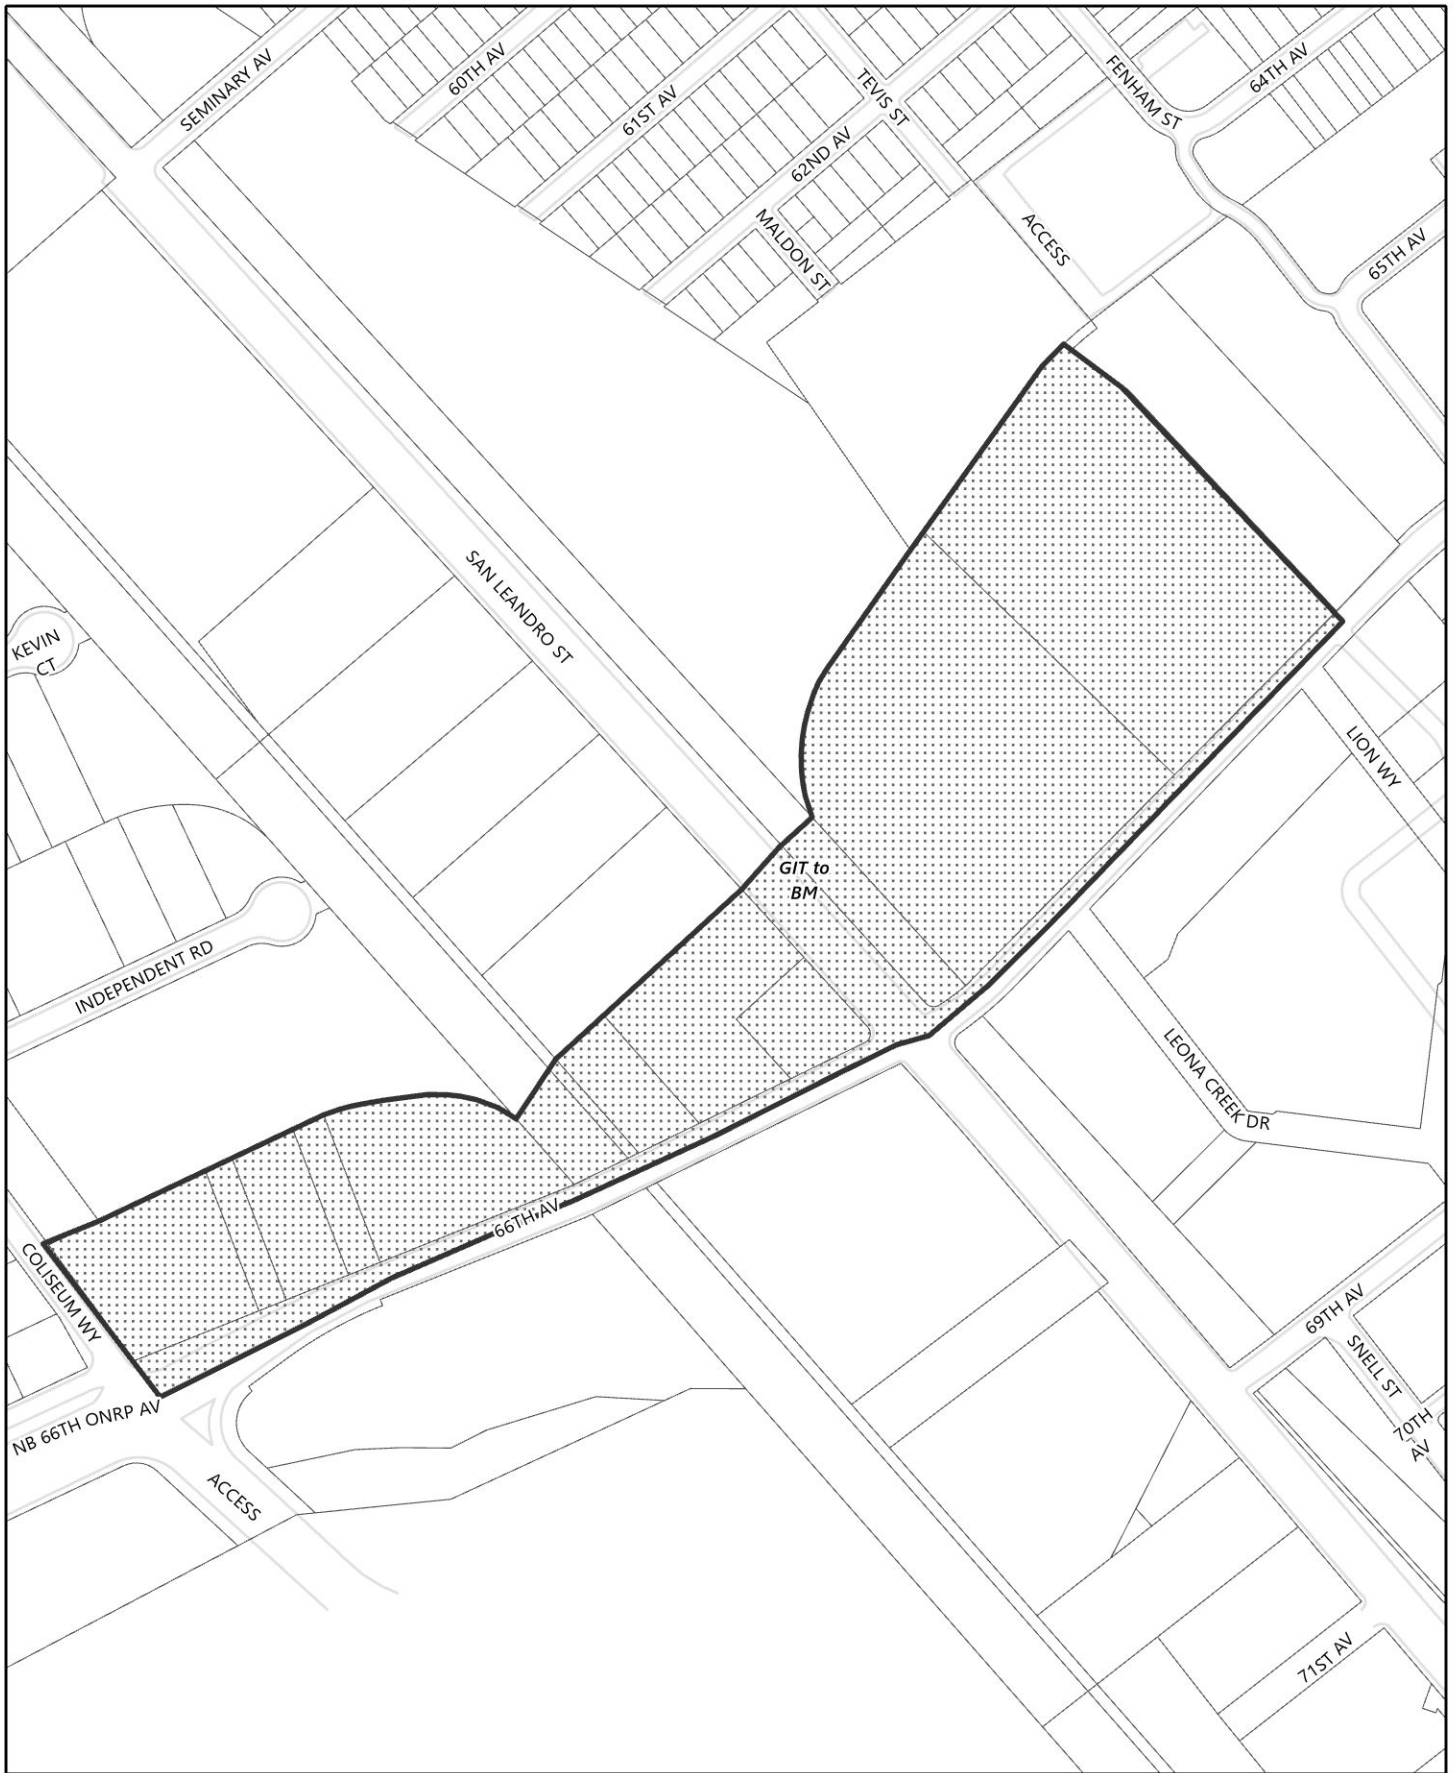 SEMINARY AV
60TH AV
61ST AV
TEVIS ST
62ND AV
FENHAM ST
64TH AV
MALDON ST
ACCESS
65TH AV
SAN LEANDRO ST
KEVIN
CT
LION WY
GIT to
BM
INDEPENDENT RD
LEONA CREEK DR
66TH AV
COLISEUM WY
69TH AV
SNELL ST
70TH
AV
NB 66TH ONRP AV
ACCESS
71ST AV